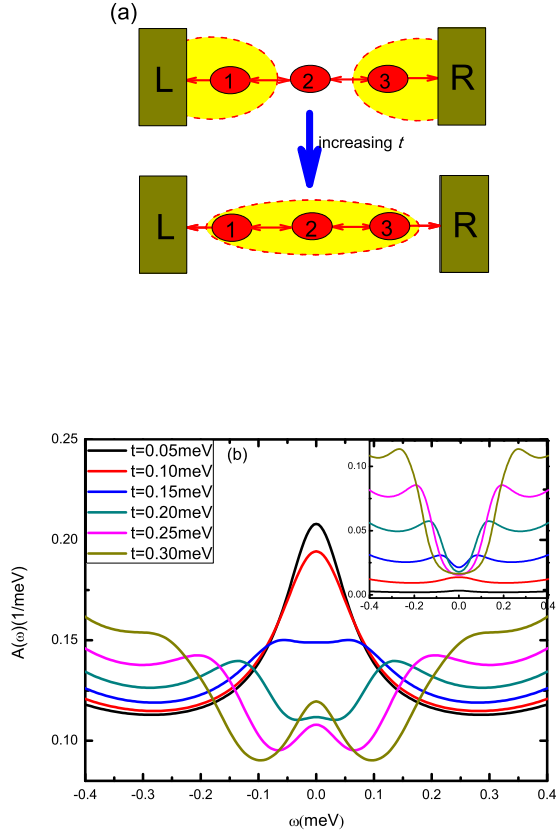 (a)
L 1 2 3 R
increasing t
L 1 2 3 R
(b)
t=0.05meV
t=0.10meV
t=0.15meV
t=0.20meV
t=0.25meV
t=0.30meV
A(ω)(1/meV)
0.25
0.20
0.15
0.10
-0.4 -0.3 -0.2 -0.1 0.0 0.1 0.2 0.3 0.4
ω(meV)
0.10
0.05
0.00
-0.4 -0.2 0.0 0.2 0.4